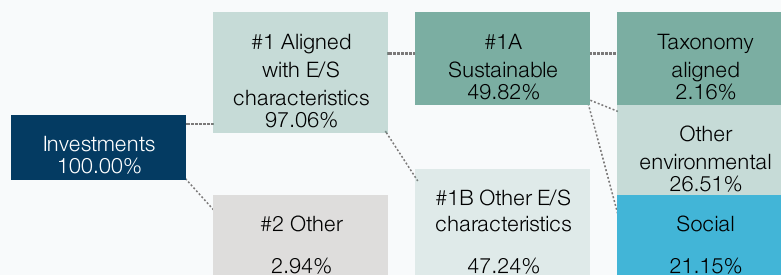 Investments
100.00%
#1 Aligned
with E/S
characteristics
97.06%
#2 Other
2.94%
#1A
Sustainable
49.82%
#1B Other E/S
characteristics
47.24%
Taxonomy
aligned
2.16%
Other
environmental
26.51%
Social
21.15%